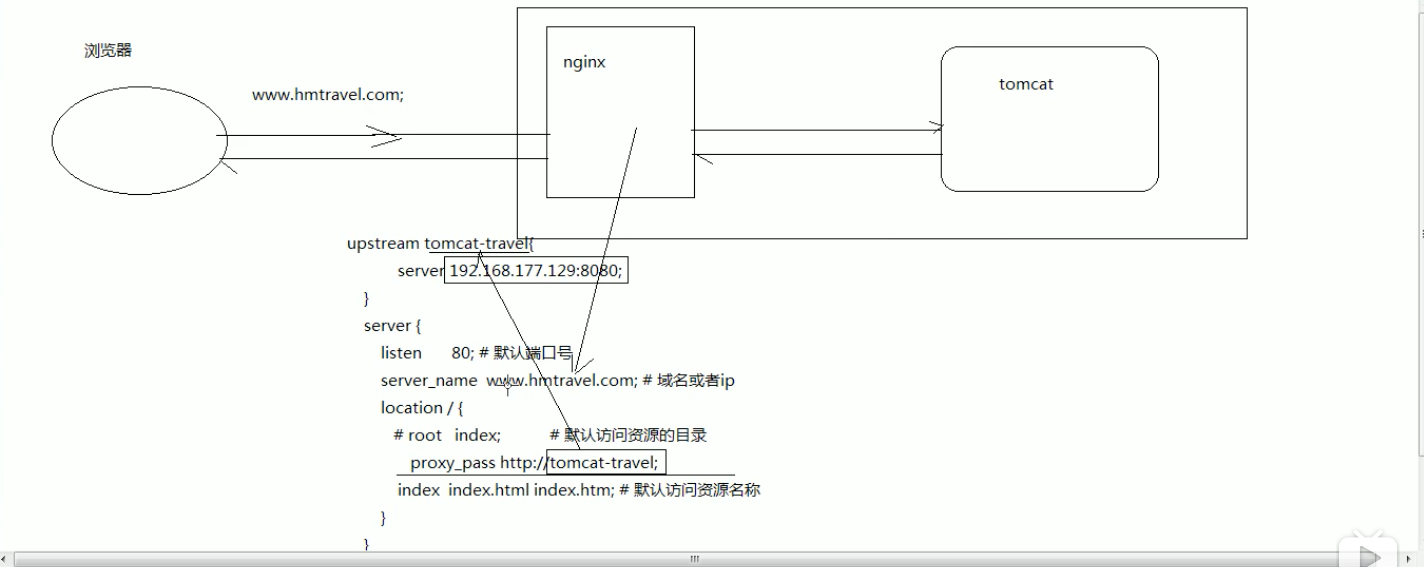 浏览器
www.hmtravel.com;
nginx
tomcat
upstream tomcat-travel{
server 192.168.177.129:8080;
}
server {
listen 80; # 默认端口号
server_name www.hmtravel.com; # 域名或者ip
location / {
# root index; # 默认访问资源的目录
proxy_pass http://tomcat-travel;
index index.html index.htm; # 默认访问资源名称
}
}